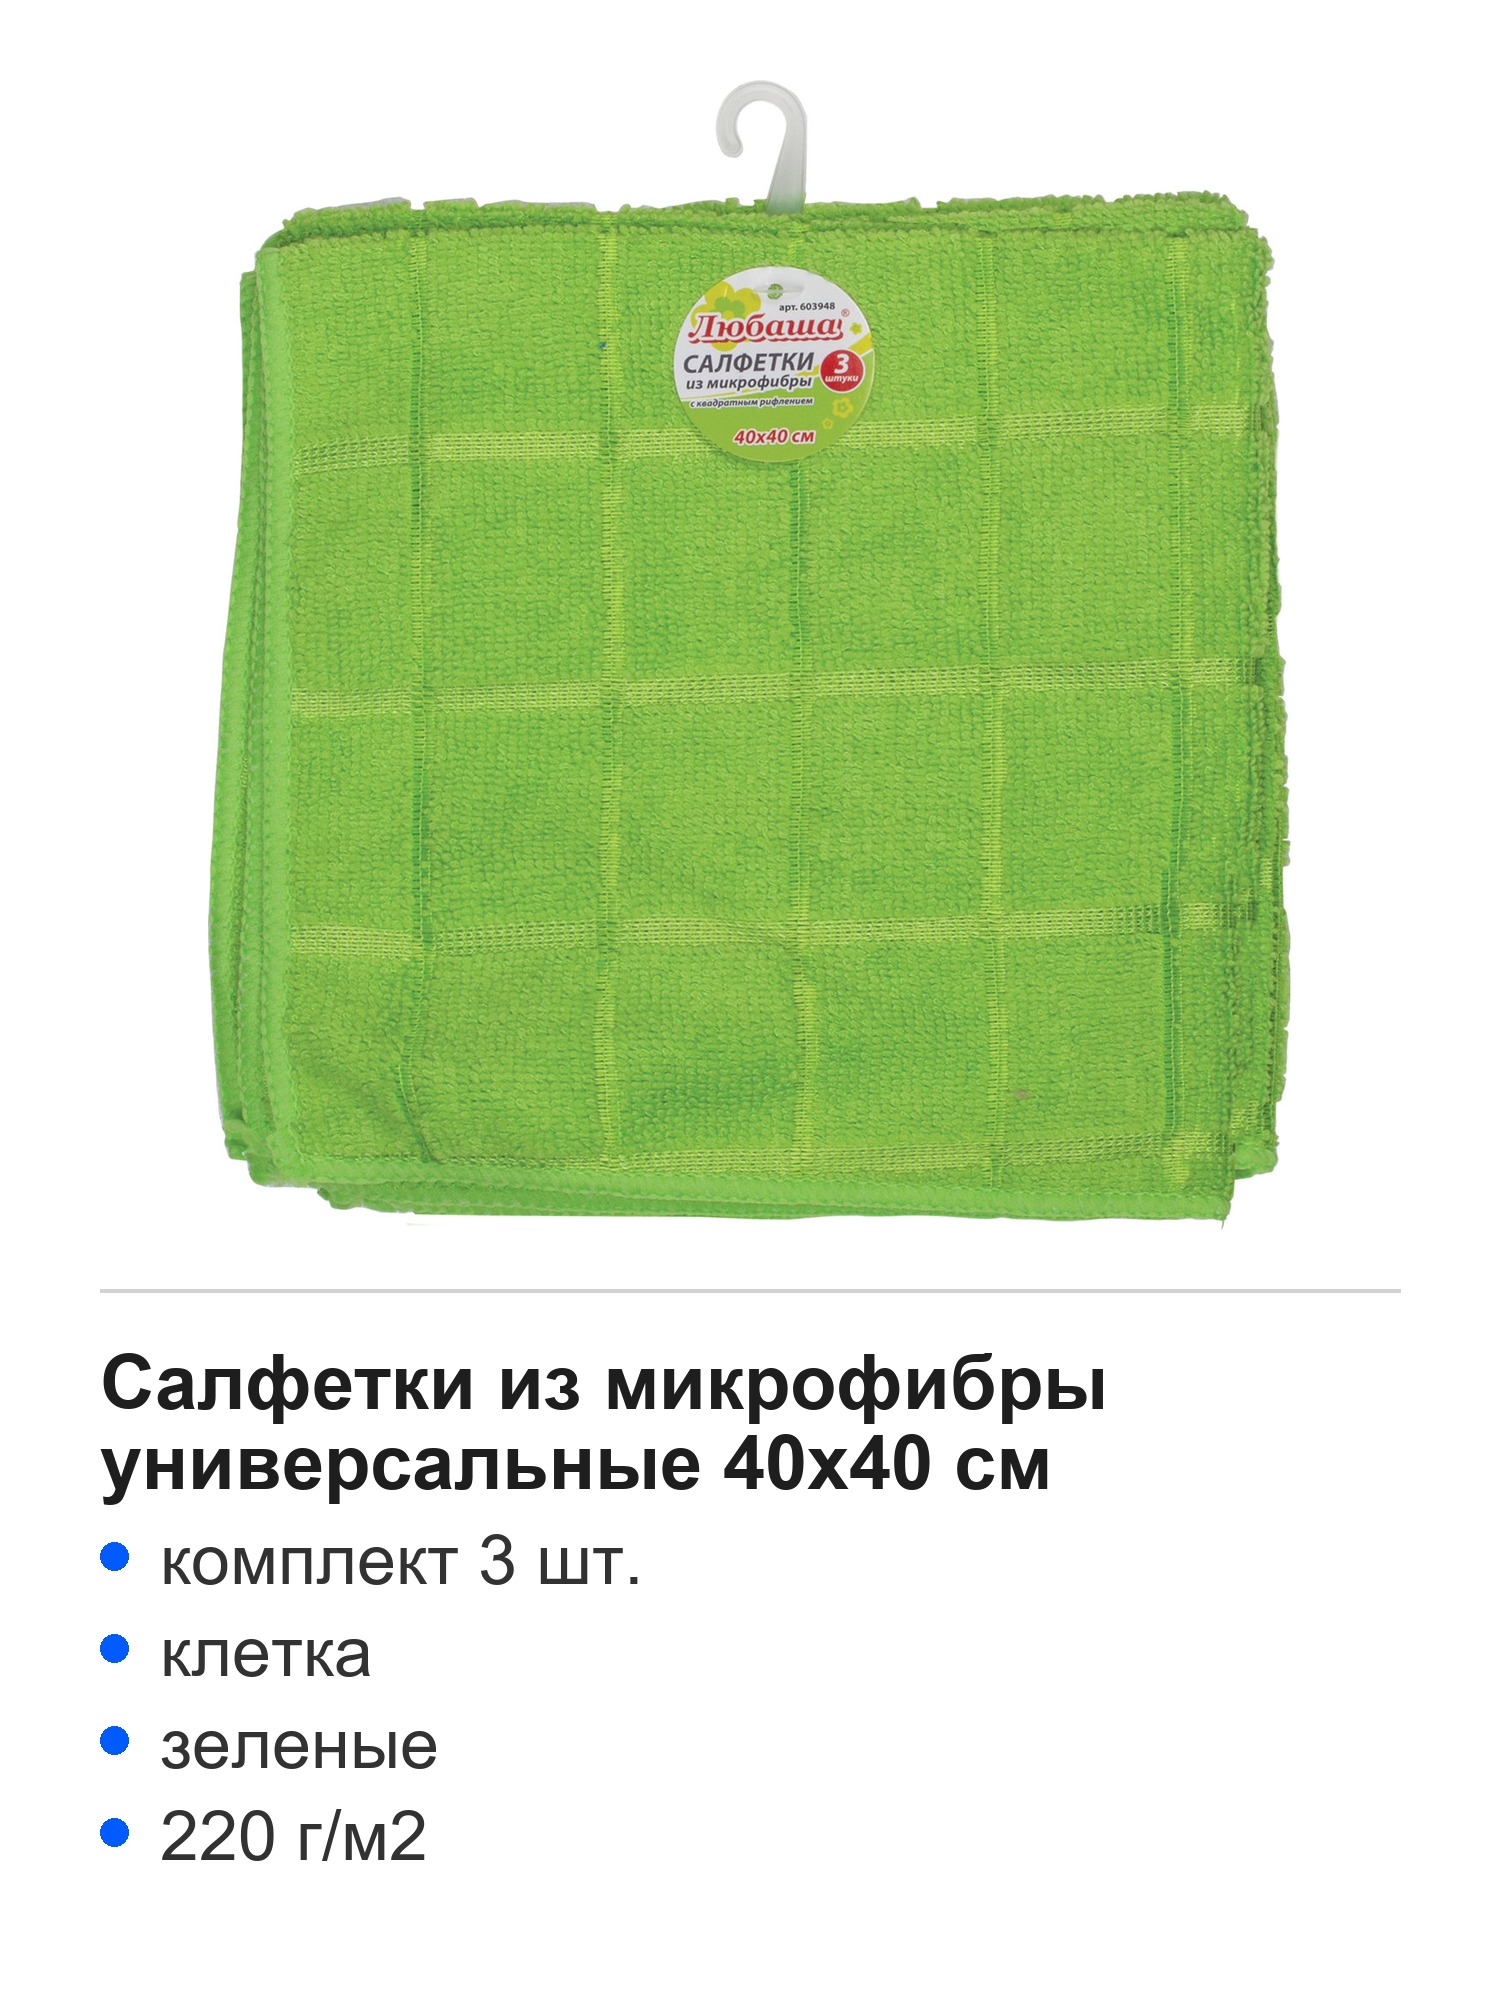 арт. 603948
Любаша®
САЛФЕТКИ
из микрофибры
3
штуки
с квадратным рифлением
40х40 см
Салфетки из микрофибры
универсальные 40х40 см
комплект 3 шт.
клетка
зеленые
220 г/м2